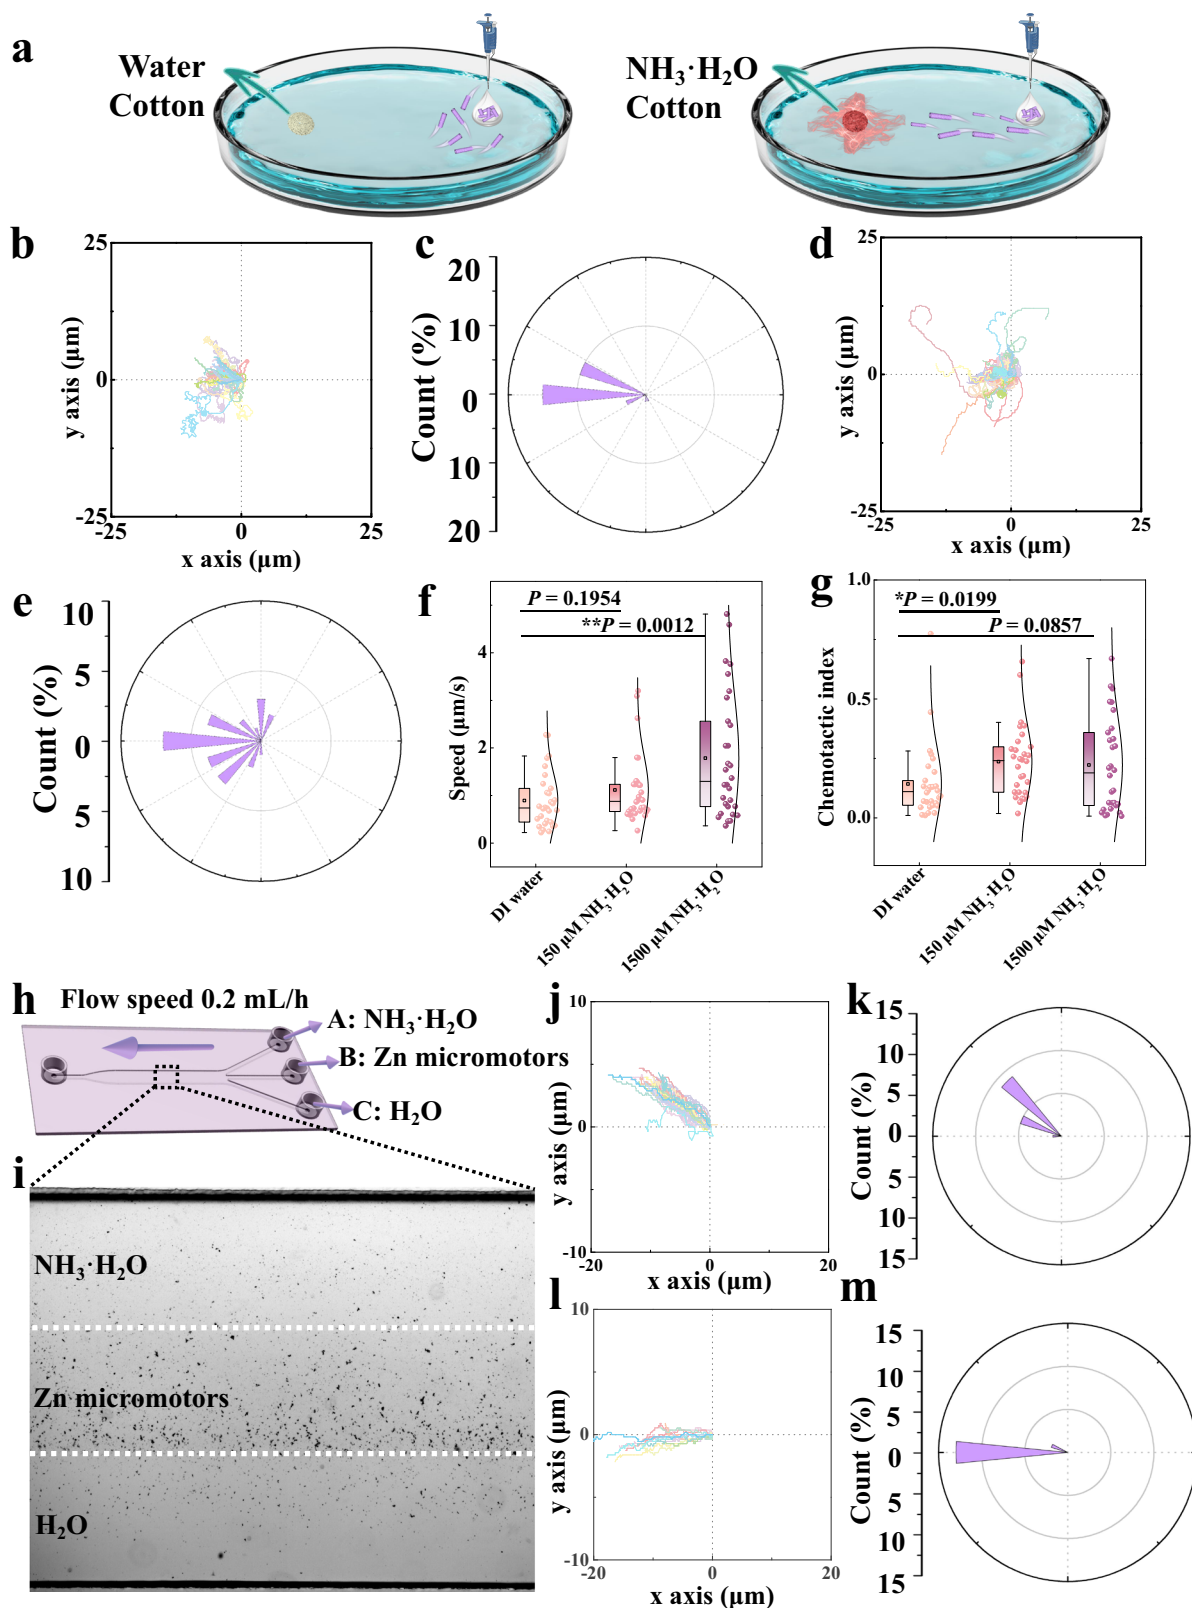 a
Water
Cotton
NH₃·H₂O
Cotton
b
25
0
-25
-25
0
25
y axis (μm)
x axis (μm)
c
20
10
0
10
20
Count (%)
d
25
0
-25
-25
0
25
y axis (μm)
x axis (μm)
e
10
5
0
5
10
Count (%)
f
P = 0.1954
**P = 0.0012
4
2
0
Speed (μm/s)
DI water
150 μM NH₃·H₂O
1500 μM NH₃·H₂O
g
1.0
0.5
0.0
*P = 0.0199
P = 0.0857
Chemotactic index
DI water
150 μM NH₃·H₂O
1500 μM NH₃·H₂O
h
Flow speed 0.2 mL/h
A: NH₃·H₂O
B: Zn micromotors
C: H₂O
i
NH₃·H₂O
Zn micromotors
H₂O
j
10
0
-10
-20
0
20
y axis (μm)
x axis (μm)
k
15
10
5
0
5
10
15
Count (%)
l
10
0
-10
-20
0
20
y axis (μm)
x axis (μm)
m
15
10
5
0
5
10
15
Count (%)